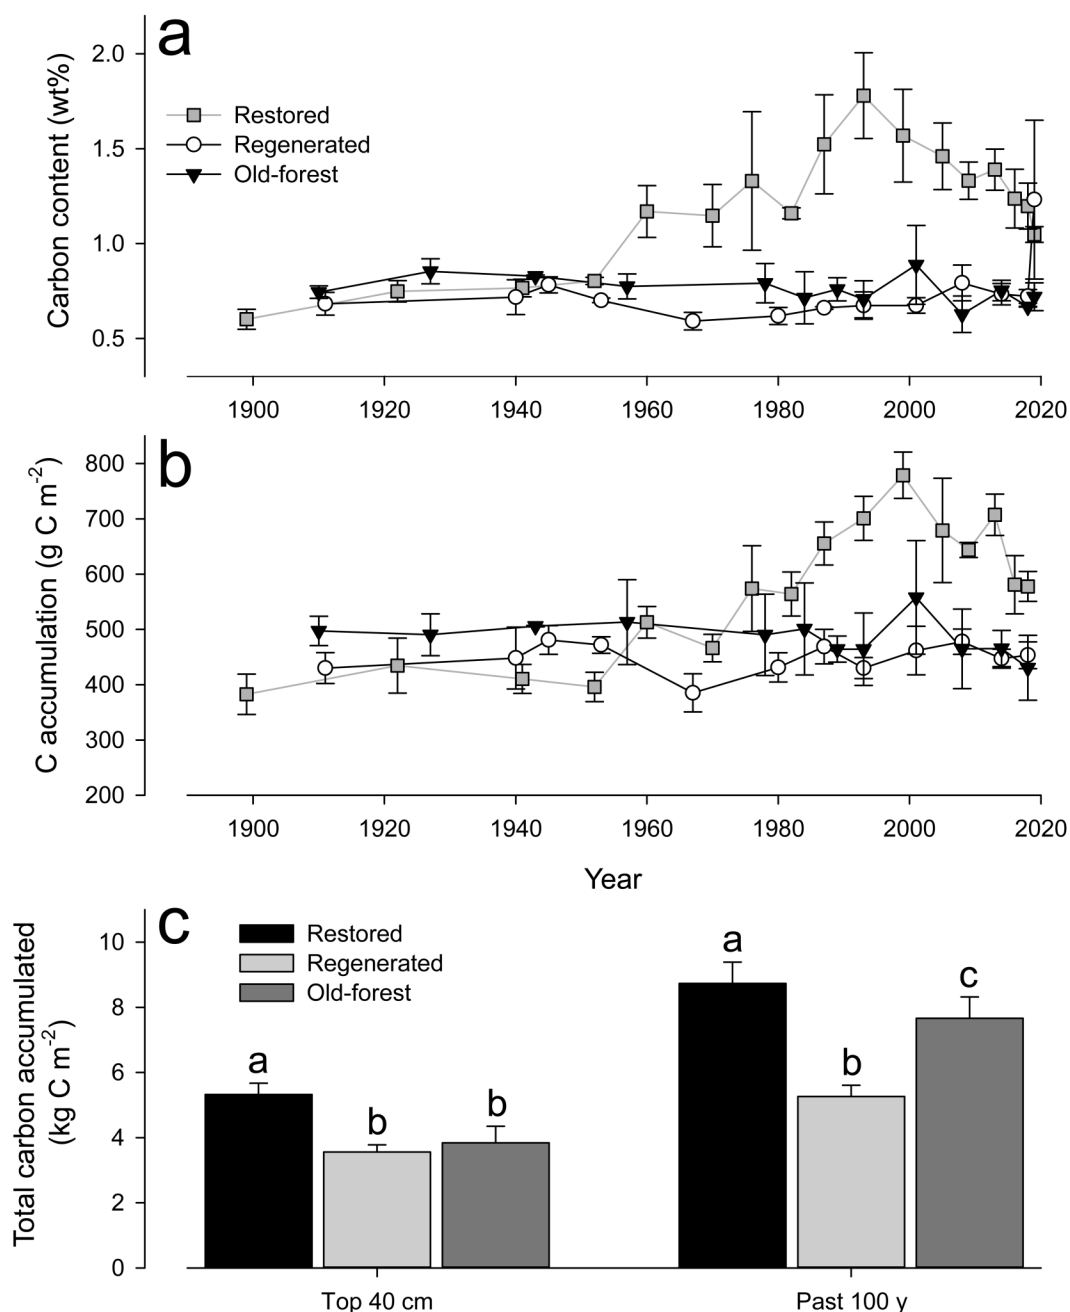 a
Carbon content (wt%)
2.0
1.5
1.0
0.5
Restored
Regenerated
Old-forest
1900 1920 1940 1960 1980 2000 2020
b
C accumulation (g C m-2)
800
700
600
500
400
300
200
1900 1920 1940 1960 1980 2000 2020
Year
c
Total carbon accumulated
(kg C m-2)
10
8
6
4
2
0
Restored
Regenerated
Old-forest
a b b
a b c
Top 40 cm Past 100 y